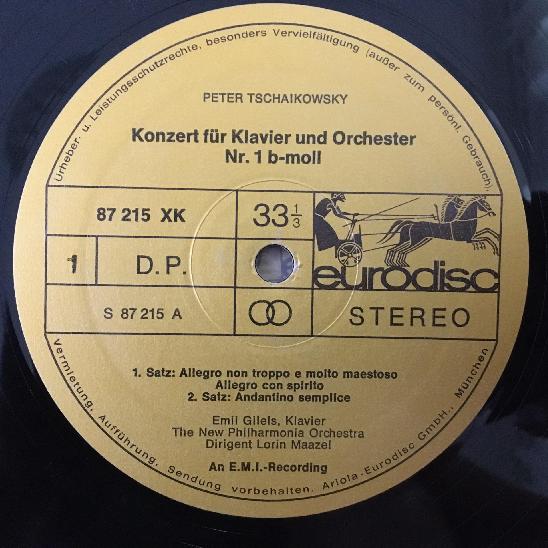 Urheber- u. Leistungsschutzrechte, besonders Vervielfältigung (außer zum persönl. Gebrauch),
PETER TSCHAIKOWSKY
Konzert für Klavier und Orchester
Nr. 1 b-moll
87 215 XK
33 1/3
eurodisc
1
D.P.
S 87 215 A
STEREO
1. Satz: Allegro non troppo e molto maestoso
Allegro con spirito
2. Satz: Andantino semplice
Emil Gilels, Klavier
The New Philharmonia Orchestra
Dirigent Lorin Maazel
An E.M.I.-Recording
Vermietung, Aufführung, Sendung vorbehalten. Ariola-Eurodisc GmbH., München